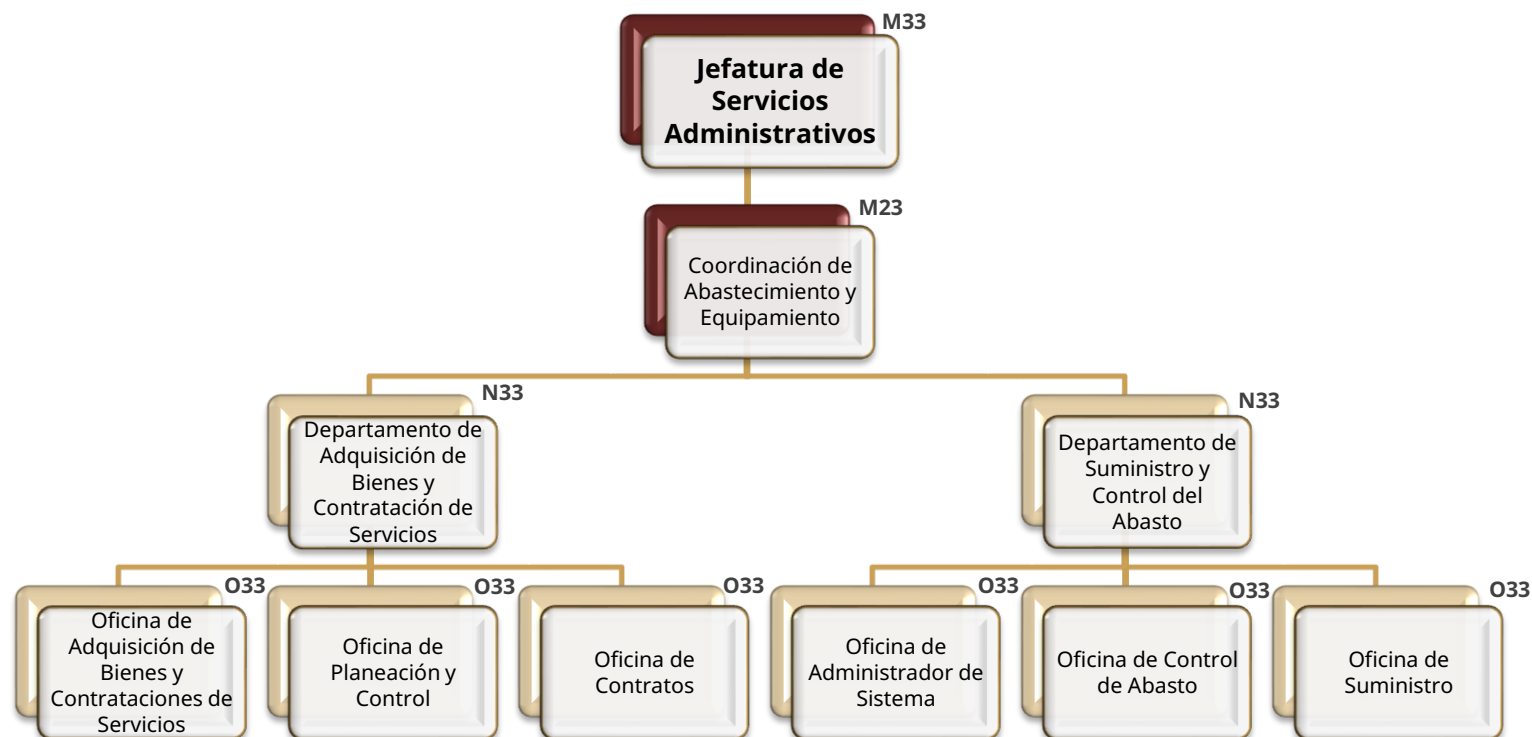 M33
Jefatura de
Servicios
Administrativos
M23
Coordinación de
Abastecimiento y
Equipamiento
N33
Departamento de
Adquisición de
Bienes y
Contratación de
Servicios
N33
Departamento de
Suministro y
Control del
Abasto
O33
Oficina de
Adquisición de
Bienes y
Contrataciones de
Servicios
O33
Oficina de
Planeación y
Control
O33
Oficina de
Contratos
O33
Oficina de
Administrador de
Sistema
O33
Oficina de Control
de Abasto
O33
Oficina de
Suministro